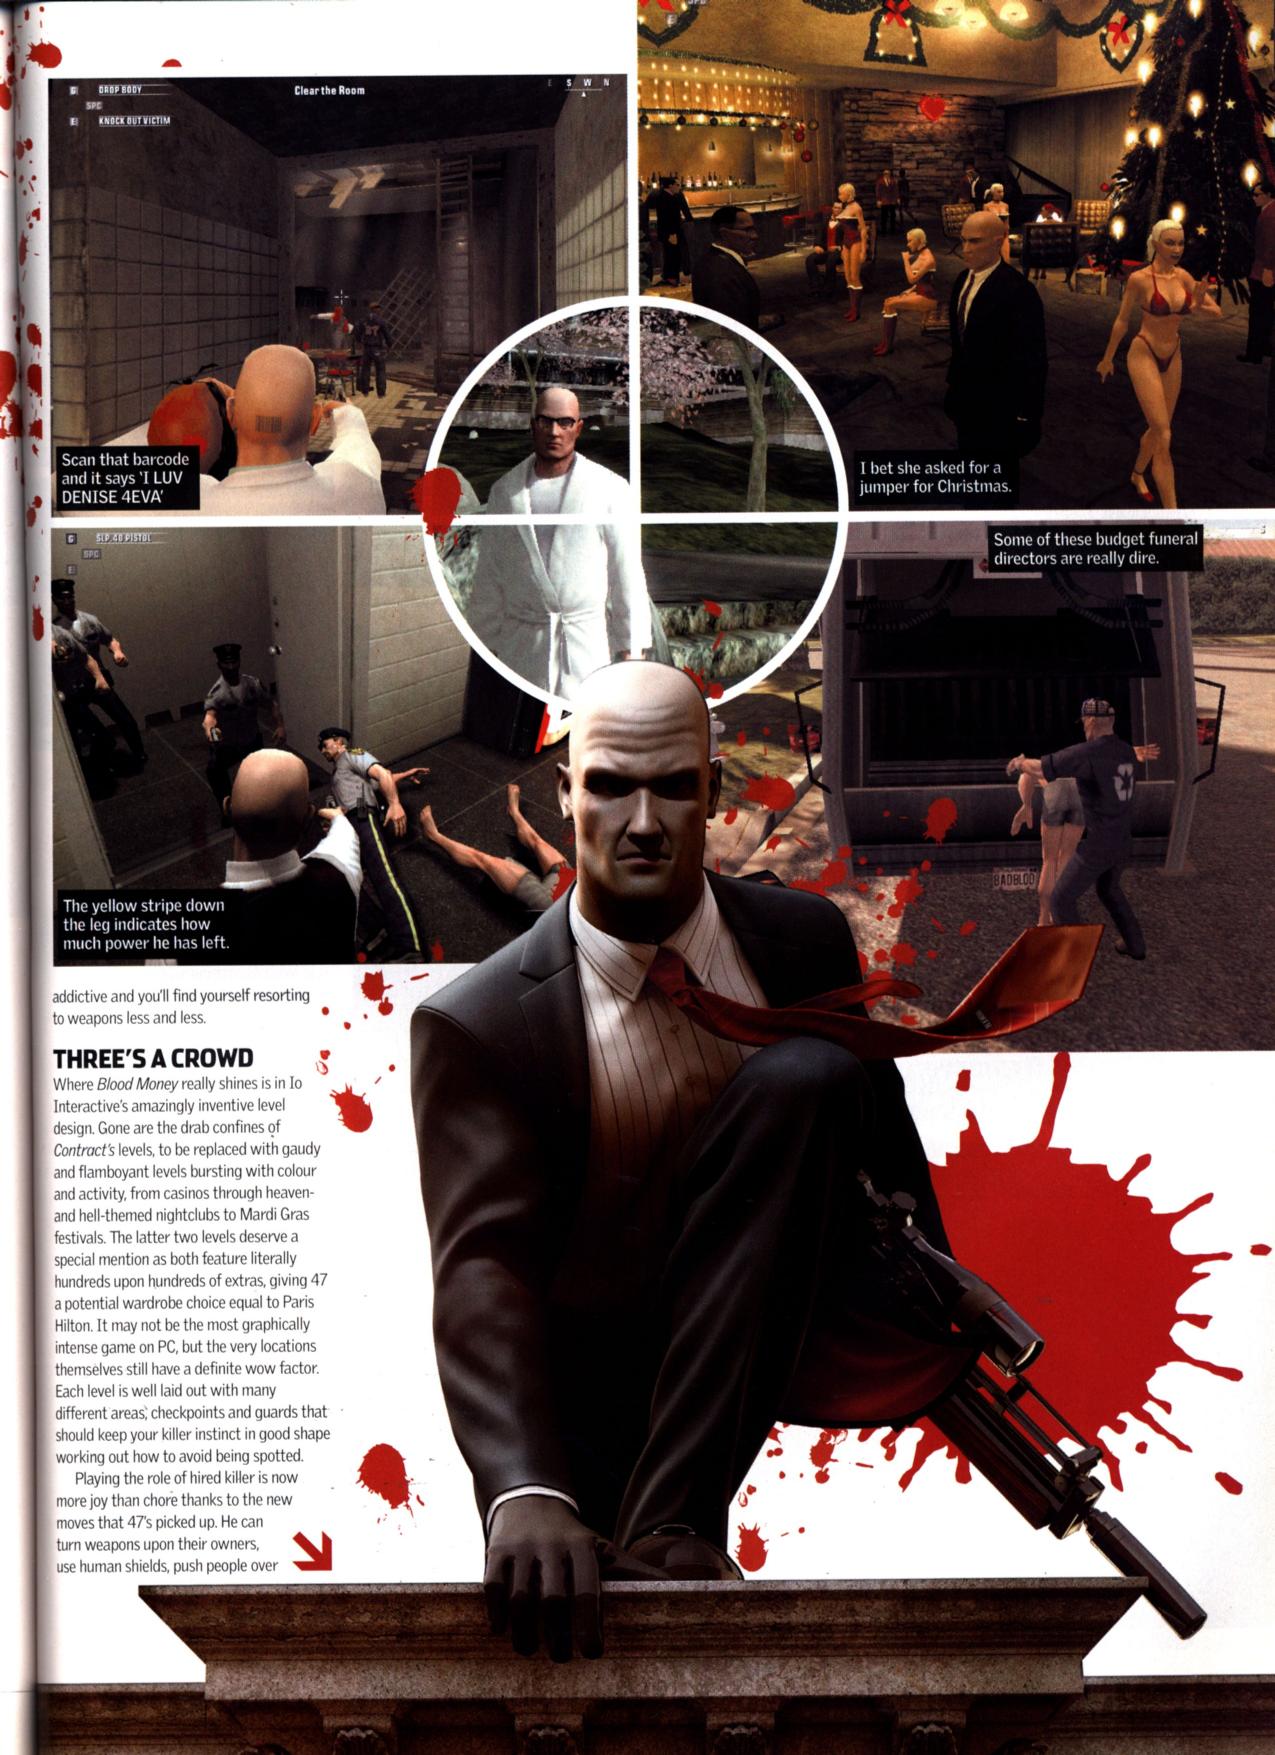 G DROP BODY
SPC
E KNOCK OUT VICTIM
Clear the Room
E S W N
Scan that barcode
and it says 'I LUV
DENISE 4EVA'
I bet she asked for a
jumper for Christmas.
G SLP .40 PISTOL
SPC
E
Some of these budget funeral
directors are really dire.
BADBLOD
The yellow stripe down
the leg indicates how
much power he has left.
addictive and you'll find yourself resorting
to weapons less and less.
THREE'S A CROWD
Where Blood Money really shines is in Io
Interactive's amazingly inventive level
design. Gone are the drab confines of
Contract's levels, to be replaced with gaudy
and flamboyant levels bursting with colour
and activity, from casinos through heaven-
and hell-themed nightclubs to Mardi Gras
festivals. The latter two levels deserve a
special mention as both feature literally
hundreds upon hundreds of extras, giving 47
a potential wardrobe choice equal to Paris
Hilton. It may not be the most graphically
intense game on PC, but the very locations
themselves still have a definite wow factor.
Each level is well laid out with many
different areas, checkpoints and guards that
should keep your killer instinct in good shape
working out how to avoid being spotted.
Playing the role of hired killer is now
more joy than chore thanks to the new
moves that 47's picked up. He can
turn weapons upon their owners,
use human shields, push people over